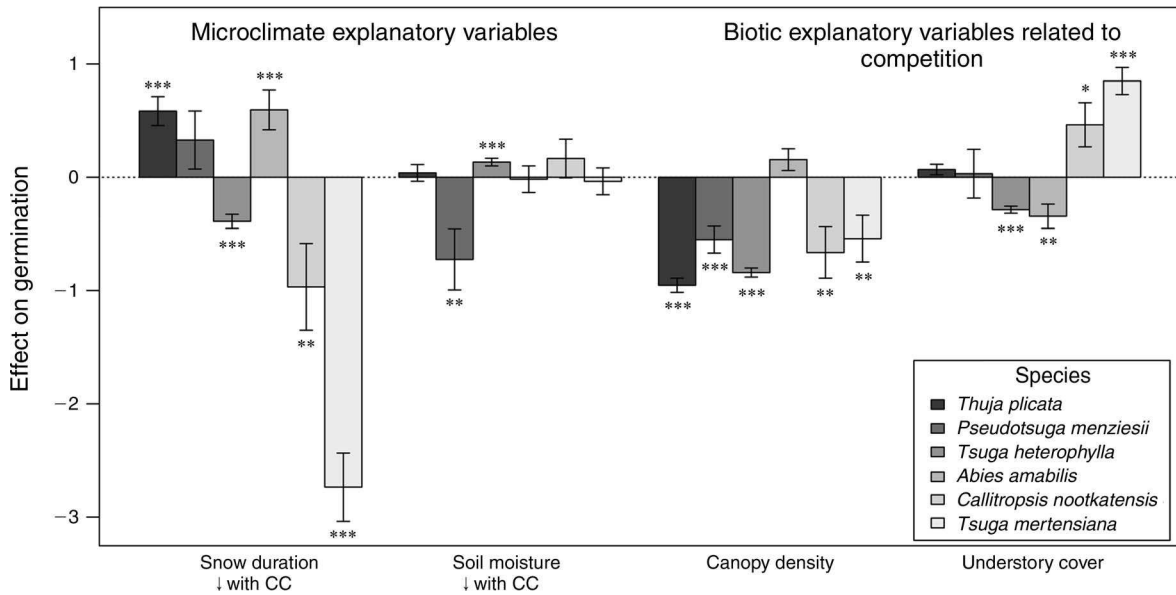 Microclimate explanatory variables
Biotic explanatory variables related to
competition
Effect on germination
1
0
−1
−2
−3
***
***
***
**
***
**
***
***
***
***
**
**
***
**
*
***
Species
Thuja plicata
Pseudotsuga menziesii
Tsuga heterophylla
Abies amabilis
Callitropsis nootkatensis
Tsuga mertensiana
Snow duration
↓ with CC
Soil moisture
↓ with CC
Canopy density
Understory cover